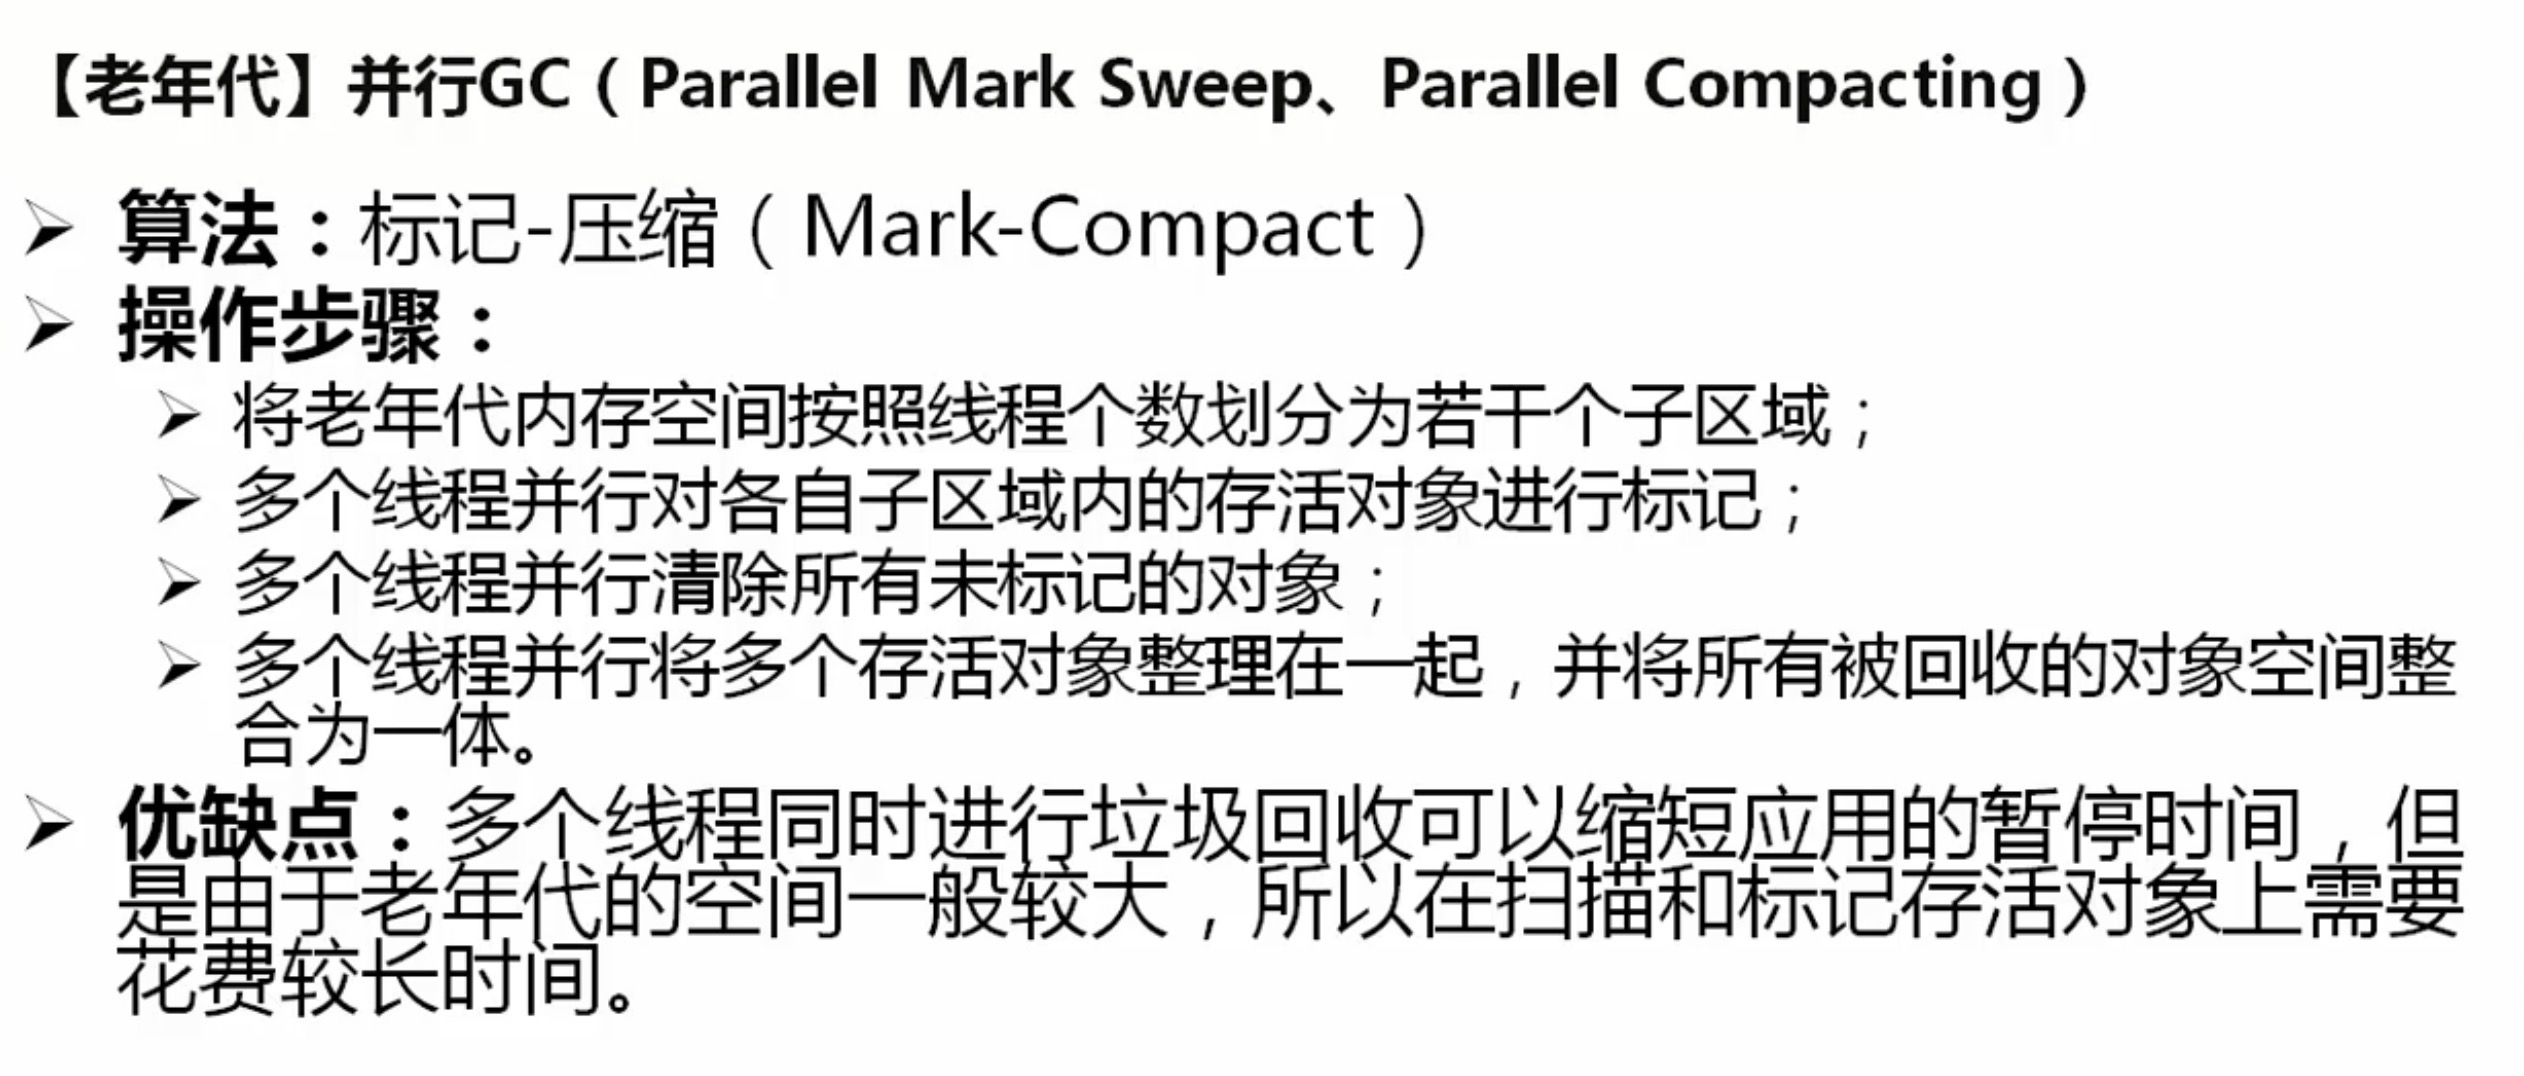 【老年代】并行GC（Parallel Mark Sweep、Parallel Compacting）
算法：标记-压缩（Mark-Compact）
操作步骤：
将老年代内存空间按照线程个数划分为若干个子区域；
多个线程并行对各自子区域内的存活对象进行标记；
多个线程并行清除所有未标记的对象；
多个线程并行将多个存活对象整理在一起，并将所有被回收的对象空间整
合为一体。
优缺点：多个线程同时进行垃圾回收可以缩短应用的暂停时间，但
是由于老年代的空间一般较大，所以在扫描和标记存活对象上需要
花费较长时间。